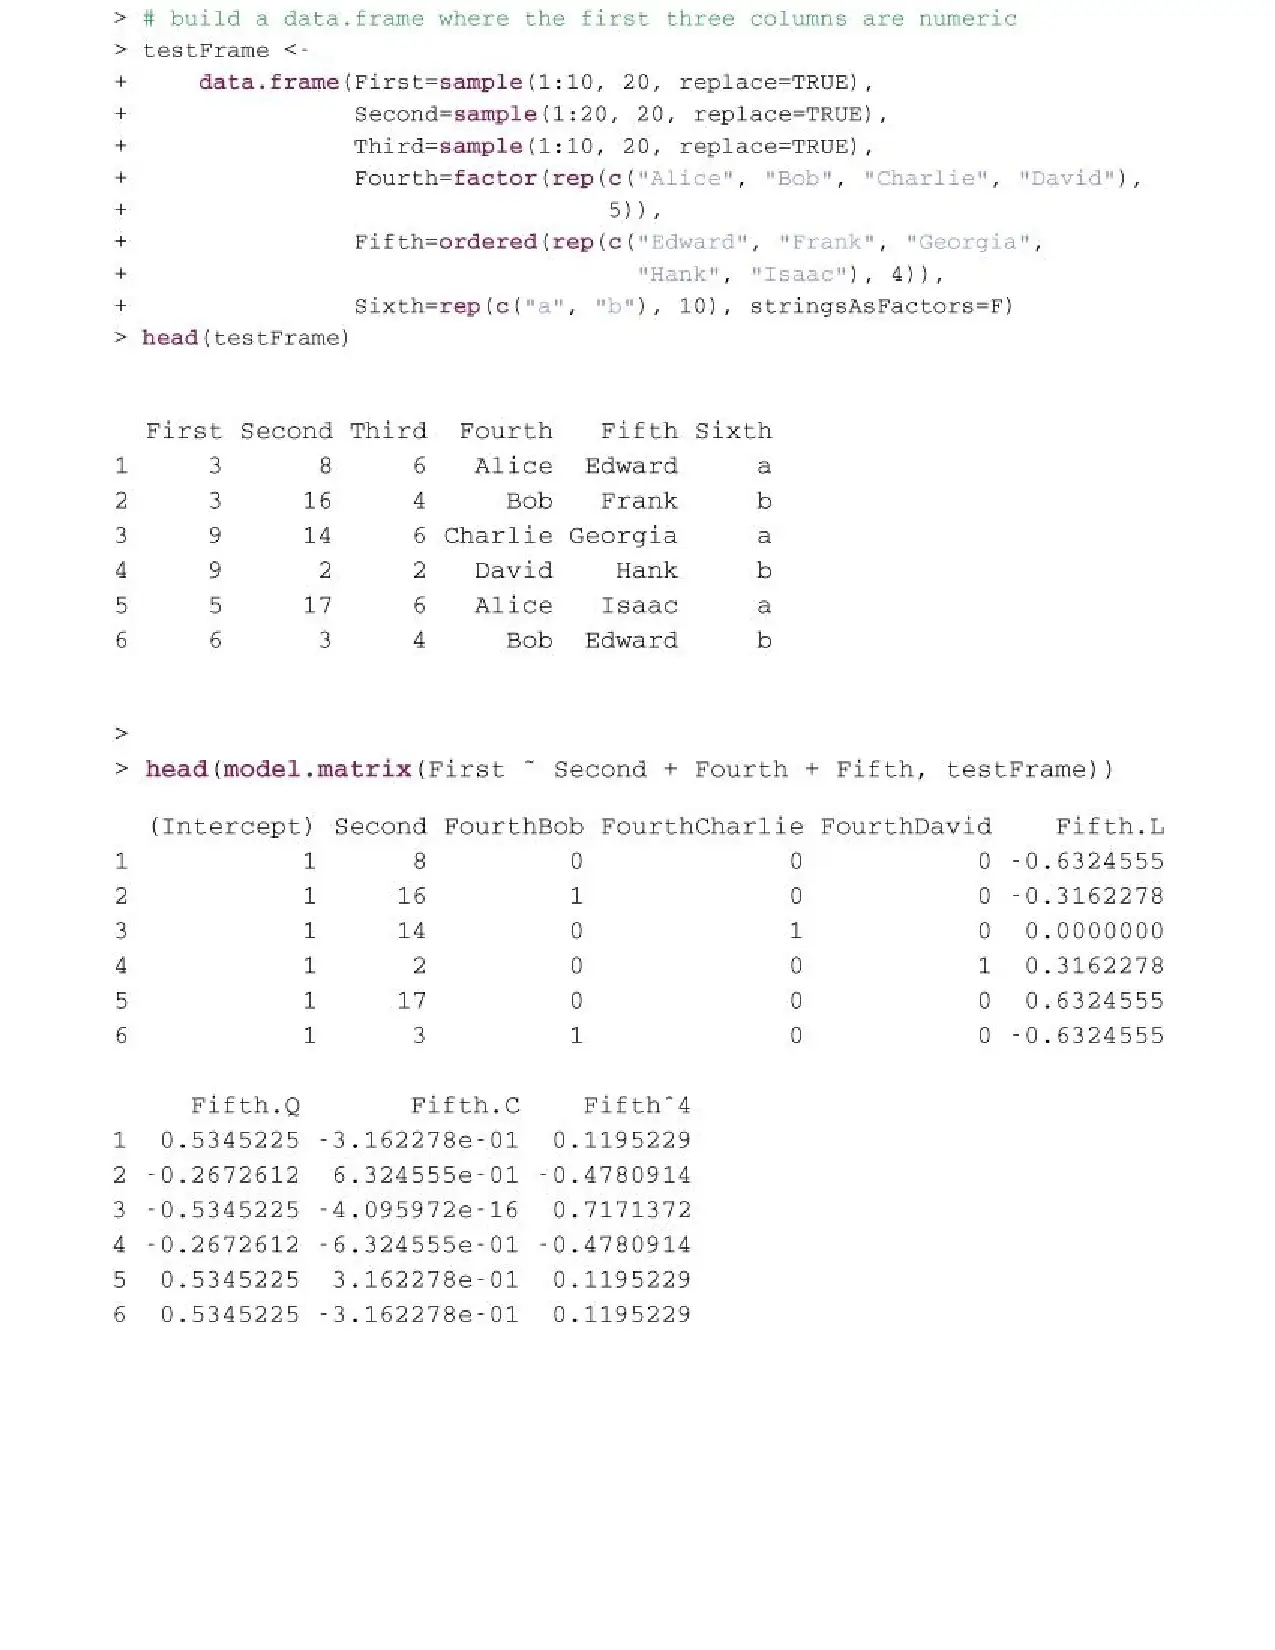 > # build a data.frame where the first three columns are numeric
> testFrame <-
+     data.frame(First=sample(1:10, 20, replace=TRUE),
+                Second=sample(1:20, 20, replace=TRUE),
+                Third=sample(1:10, 20, replace=TRUE),
+                Fourth=factor(rep(c("Alice", "Bob", "Charlie", "David"),
+                                  5)),
+                Fifth=ordered(rep(c("Edward", "Frank", "Georgia",
+                                    "Hank", "Isaac"), 4)),
+                Sixth=rep(c("a", "b"), 10), stringsAsFactors=F)
> head(testFrame)
  First Second Third  Fourth   Fifth Sixth
1     3      8     6   Alice  Edward     a
2     3     16     4     Bob   Frank     b
3     9     14     6 Charlie Georgia     a
4     9      2     2   David    Hank     b
5     5     17     6   Alice   Isaac     a
6     6      3     4     Bob  Edward     b
>
> head(model.matrix(First ~ Second + Fourth + Fifth, testFrame))
  (Intercept) Second FourthBob FourthCharlie FourthDavid    Fifth.L
1           1      8         0             0           0 -0.6324555
2           1     16         1             0           0 -0.3162278
3           1     14         0             1           0  0.0000000
4           1      2         0             0           1  0.3162278
5           1     17         0             0           0  0.6324555
6           1      3         1             0           0 -0.6324555
     Fifth.Q       Fifth.C    Fifth^4
1  0.5345225 -3.162278e-01  0.1195229
2 -0.2672612  6.324555e-01 -0.4780914
3 -0.5345225 -4.095972e-16  0.7171372
4 -0.2672612 -6.324555e-01 -0.4780914
5  0.5345225  3.162278e-01  0.1195229
6  0.5345225 -3.162278e-01  0.1195229